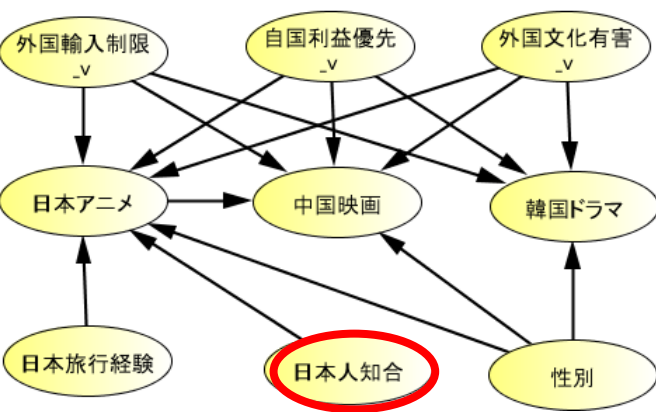 外国輸入制限
_v
自国利益優先
_v
外国文化有害
_v
日本アニメ
中国映画
韓国ドラマ
日本旅行経験
日本人知合
性別